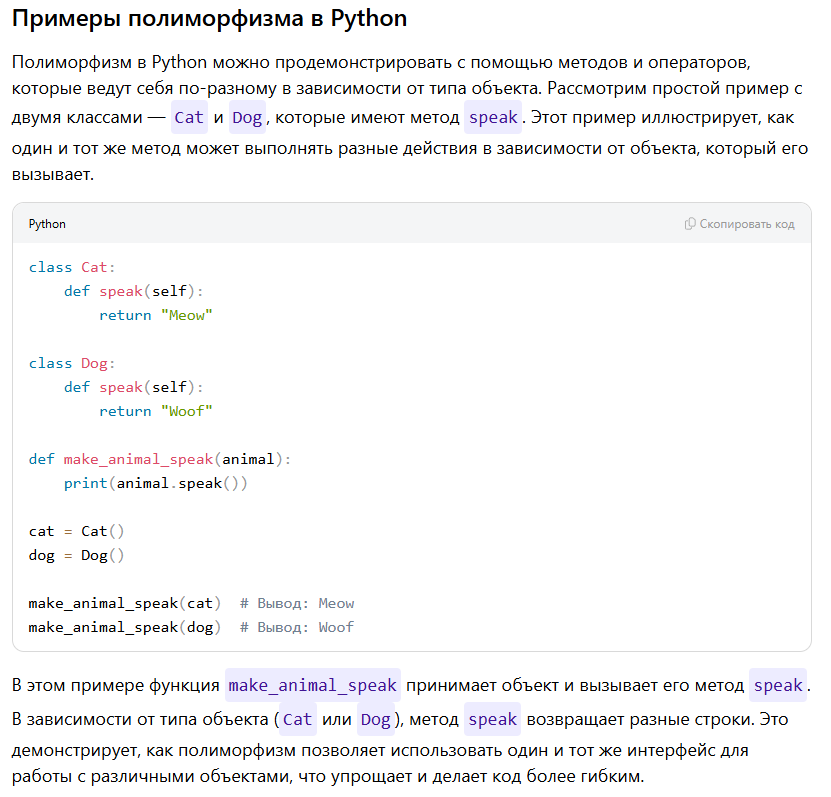 Примеры полиморфизма в Python
Полиморфизм в Python можно продемонстрировать с помощью методов и операторов,
которые ведут себя по-разному в зависимости от типа объекта. Рассмотрим простой пример с
двумя классами — Cat и Dog, которые имеют метод speak. Этот пример иллюстрирует, как
один и тот же метод может выполнять разные действия в зависимости от объекта, который его
вызывает.
Python
Скопировать код
class Cat:
    def speak(self):
        return "Meow"

class Dog:
    def speak(self):
        return "Woof"

def make_animal_speak(animal):
    print(animal.speak())

cat = Cat()
dog = Dog()

make_animal_speak(cat)  # Вывод: Meow
make_animal_speak(dog)  # Вывод: Woof
В этом примере функция make_animal_speak принимает объект и вызывает его метод speak.
В зависимости от типа объекта (Cat или Dog), метод speak возвращает разные строки. Это
демонстрирует, как полиморфизм позволяет использовать один и тот же интерфейс для
работы с различными объектами, что упрощает и делает код более гибким.